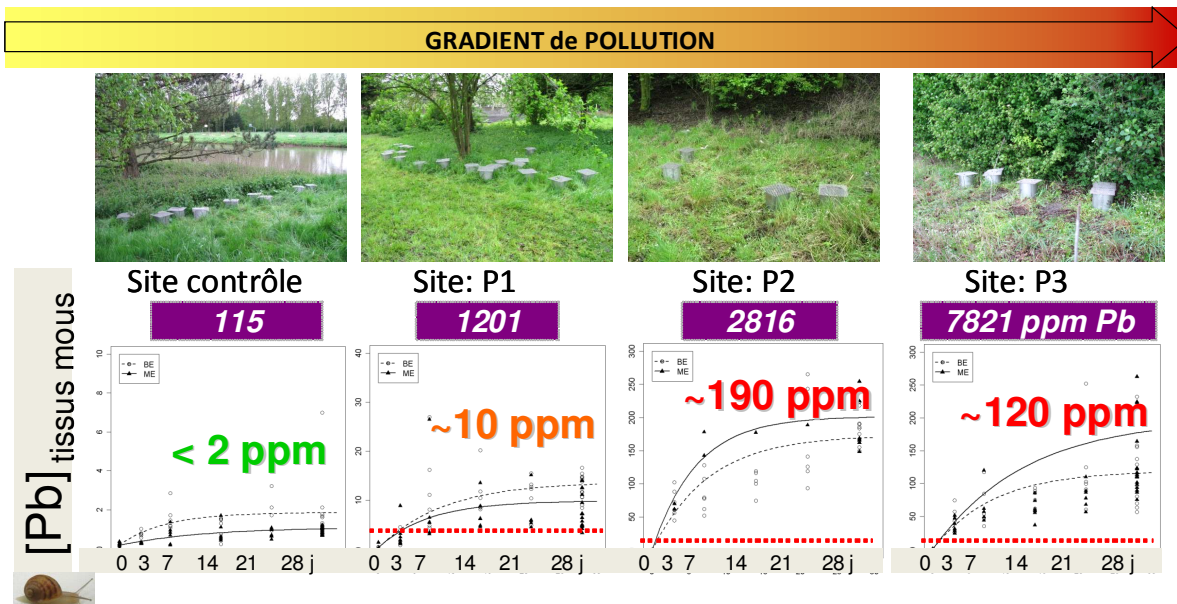 GRADIENT de POLLUTION
Site contrôle
Site: P1
Site: P2
Site: P3
115
1201
2816
7821 ppm Pb
[Pb] tissus mous
10
8
6
4
2
0
BE
ME
< 2 ppm
0 3 7 14 21 28 j
40
30
20
10
0
BE
ME
~10 ppm
0 3 7 14 21 28 j
300
250
200
150
100
50
BE
ME
~190 ppm
0 3 7 14 21 28 j
300
250
200
150
100
50
BE
ME
~120 ppm
0 3 7 14 21 28 j